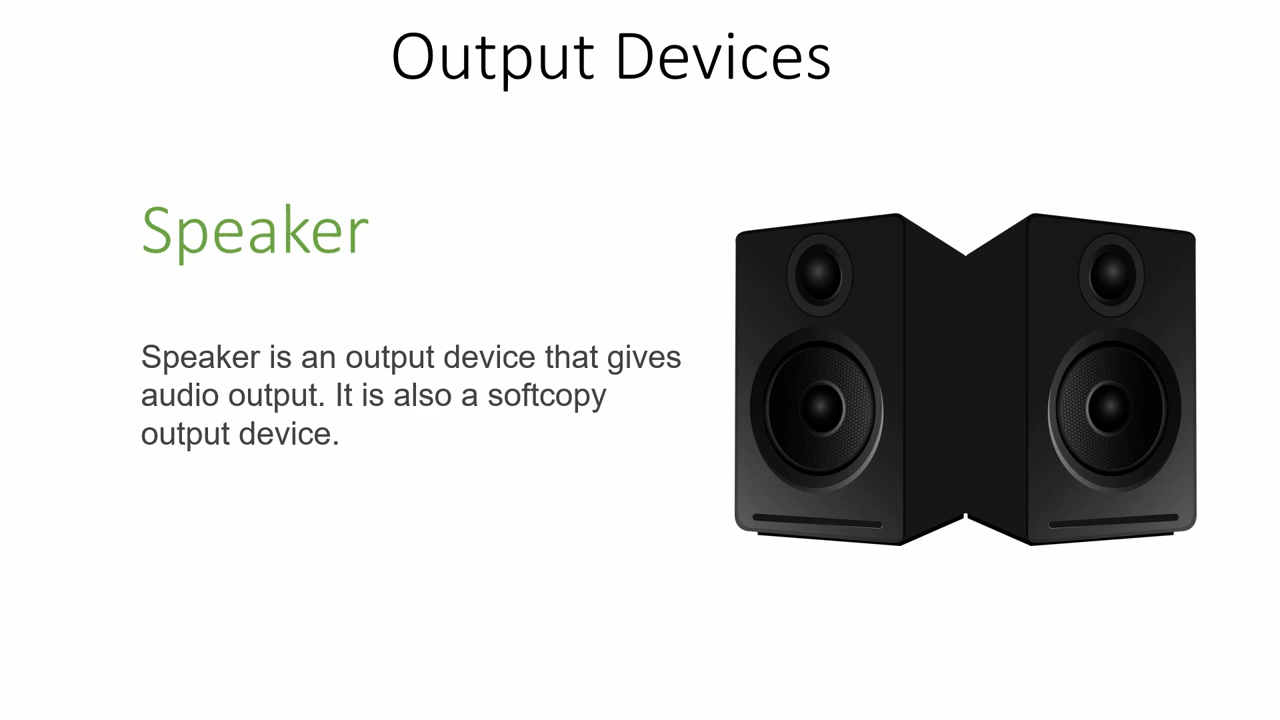 Output Devices
Speaker
Speaker is an output device that gives
audio output. It is also a softcopy
output device.